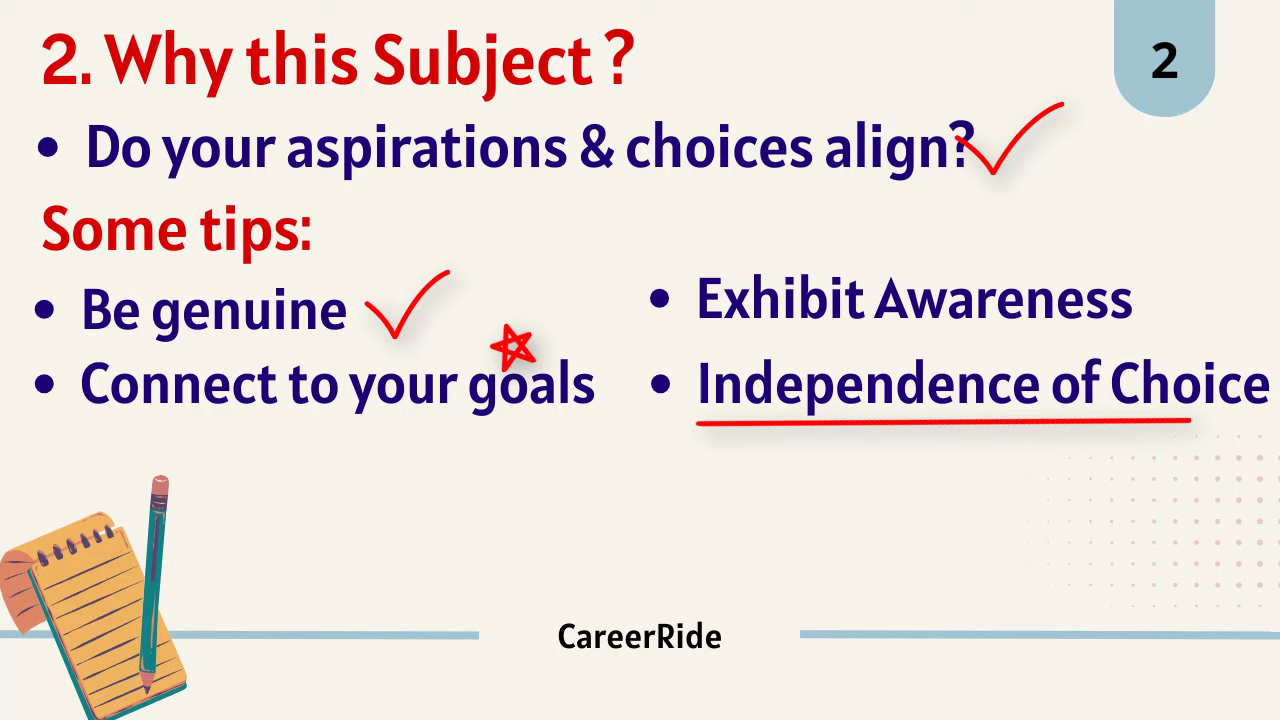 2. Why this Subject ?
2
• Do your aspirations & choices align?
Some tips:
• Be genuine
• Connect to your goals
• Exhibit Awareness
• Independence of Choice
CareerRide